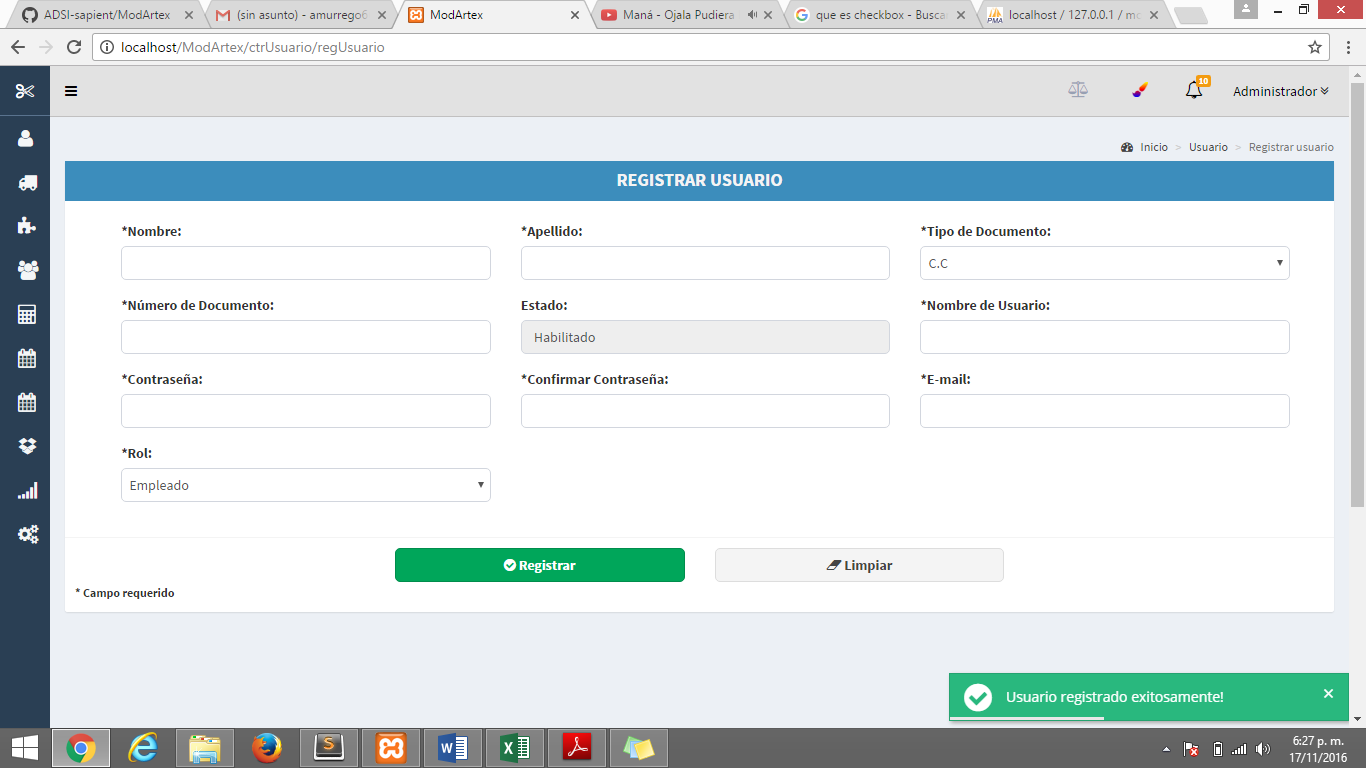 ADSI-sapient/ModArtex
(sin asunto) - amurrego6
ModArtex
Maná - Ojala Pudiera
que es checkbox - Busca
localhost / 127.0.0.1 / mo
localhost/ModArtex/ctrUsuario/regUsuario
10
Administrador
Inicio > Usuario > Registrar usuario
REGISTRAR USUARIO
*Nombre:
*Apellido:
*Tipo de Documento:
C.C
*Número de Documento:
Estado:
Habilitado
*Nombre de Usuario:
*Contraseña:
*Confirmar Contraseña:
*E-mail:
*Rol:
Empleado
Registrar
Limpiar
* Campo requerido
Usuario registrado exitosamente!
6:27 p. m.
17/11/2016